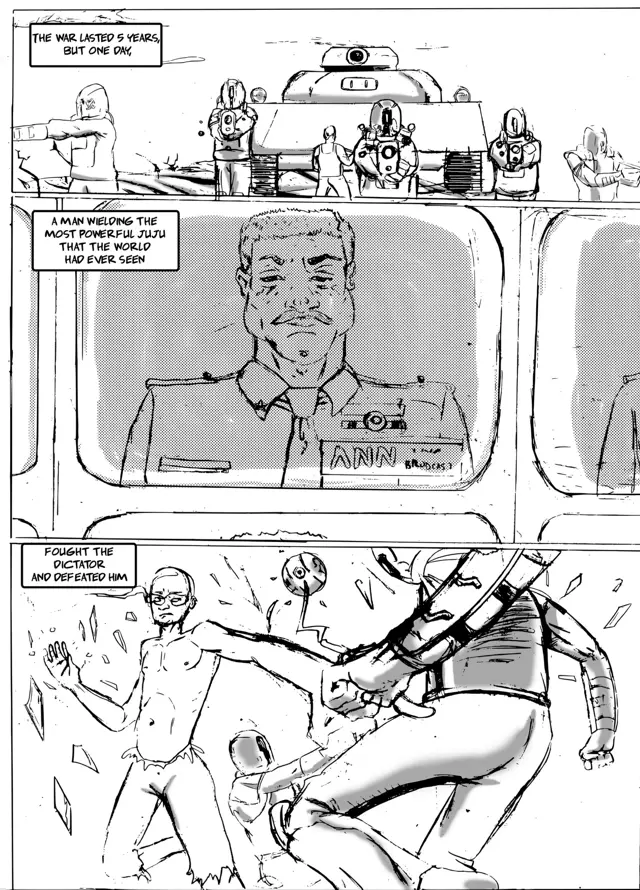 THE WAR LASTED 5 YEARS,
BUT ONE DAY,
A MAN WIELDING THE
MOST POWERFUL JUJU
THAT THE WORLD
HAD EVER SEEN
ANN
FOUGHT THE
DICTATOR
AND DEFEATED HIM